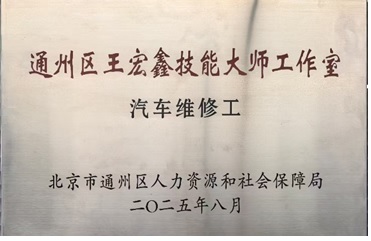 通州区王宏鑫技能大师工作室
汽车维修工
北京市通州区人力资源和社会保障局
二〇二五年八月